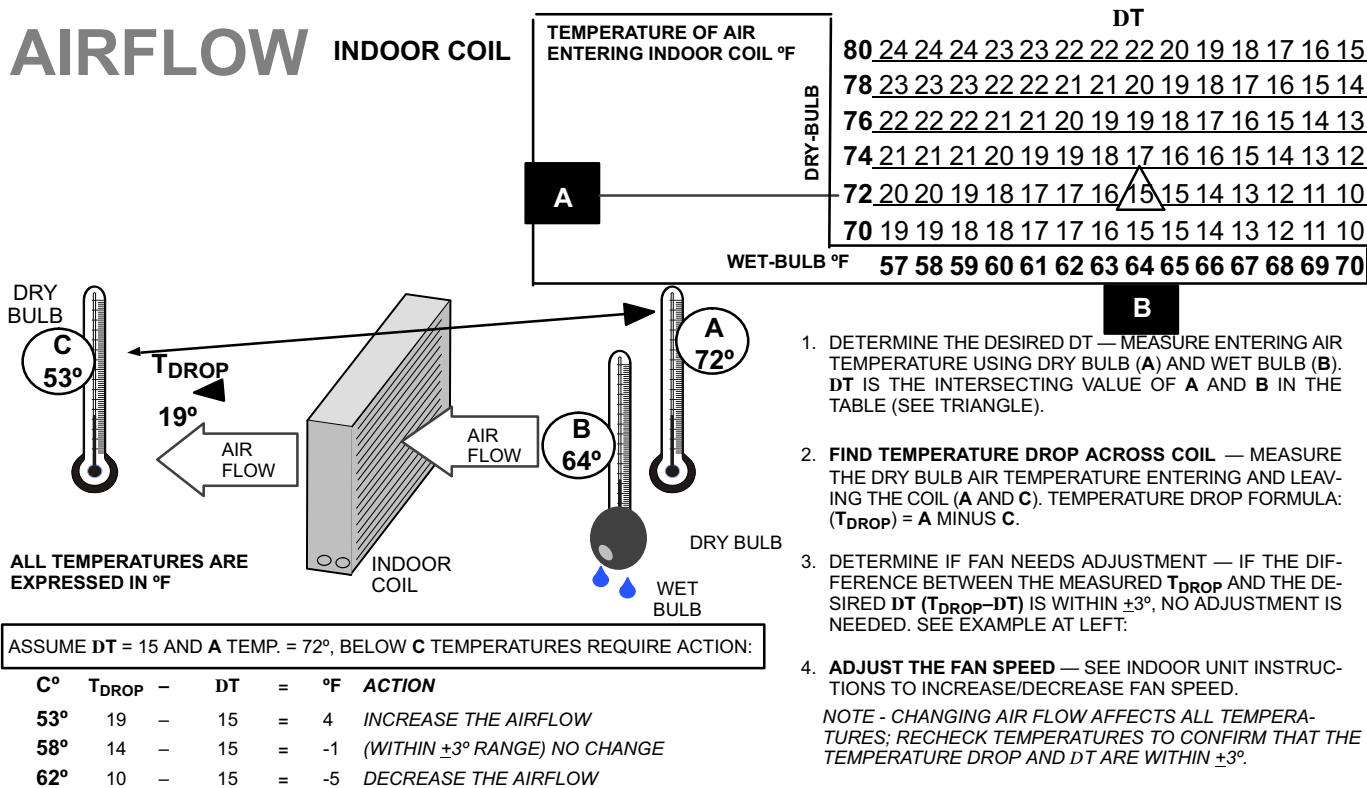 AIRFLOW INDOOR COIL
TEMPERATURE OF AIR
ENTERING INDOOR COIL ºF
DRY-BULB
DT
80 24 24 24 23 23 22 22 22 20 19 18 17 16 15
78 23 23 23 22 22 21 21 20 19 18 17 16 15 14
76 22 22 22 21 21 20 19 19 18 17 16 15 14 13
74 21 21 21 20 19 19 18 17 16 16 15 14 13 12
A
72 20 20 19 18 17 17 16 15 15 14 13 12 11 10
70 19 19 18 18 17 17 16 15 15 14 13 12 11 10
WET-BULB ºF 57 58 59 60 61 62 63 64 65 66 67 68 69 70
B
DRY
BULB
C
53º
TDROP
19º
AIR
FLOW
AIR
FLOW
A
72º
B
64º
DRY BULB
WET
BULB
INDOOR
COIL
ALL TEMPERATURES ARE
EXPRESSED IN ºF
ASSUME DT = 15 AND A TEMP. = 72º, BELOW C TEMPERATURES REQUIRE ACTION:
Cº TDROP – DT = ºF ACTION
53º 19 – 15 = 4 INCREASE THE AIRFLOW
58º 14 – 15 = -1 (WITHIN +3º RANGE) NO CHANGE
62º 10 – 15 = -5 DECREASE THE AIRFLOW
1. DETERMINE THE DESIRED DT — MEASURE ENTERING AIR
TEMPERATURE USING DRY BULB (A) AND WET BULB (B).
DT IS THE INTERSECTING VALUE OF A AND B IN THE
TABLE (SEE TRIANGLE).
2. FIND TEMPERATURE DROP ACROSS COIL — MEASURE
THE DRY BULB AIR TEMPERATURE ENTERING AND LEAV-
ING THE COIL (A AND C). TEMPERATURE DROP FORMULA:
(TDROP) = A MINUS C.
3. DETERMINE IF FAN NEEDS ADJUSTMENT — IF THE DIF-
FERENCE BETWEEN THE MEASURED TDROP AND THE DE-
SIRED DT (TDROP–DT) IS WITHIN +3º, NO ADJUSTMENT IS
NEEDED. SEE EXAMPLE AT LEFT:
4. ADJUST THE FAN SPEED — SEE INDOOR UNIT INSTRUC-
TIONS TO INCREASE/DECREASE FAN SPEED.
NOTE - CHANGING AIR FLOW AFFECTS ALL TEMPERA-
TURES; RECHECK TEMPERATURES TO CONFIRM THAT THE
TEMPERATURE DROP AND DT ARE WITHIN +3º.